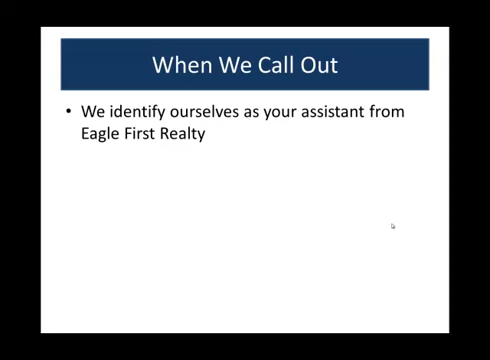 When We Call Out
• We identify ourselves as your assistant from
Eagle First Realty